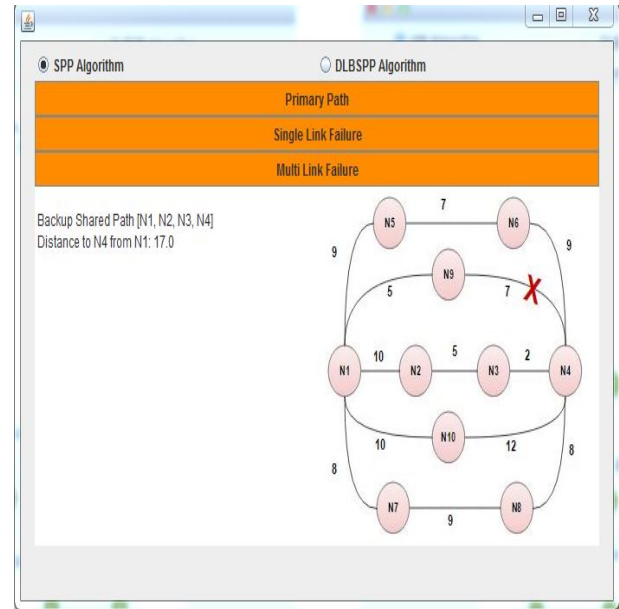 SPP Algorithm
DLBSPP Algorithm
Primary Path
Single Link Failure
Multi Link Failure
Backup Shared Path [N1, N2, N3, N4]
Distance to N4 from N1: 17.0
7
N5
N6
9
9
N9
5
7
X
10
5
2
N1
N2
N3
N4
10
N10
12
8
8
N7
N8
9